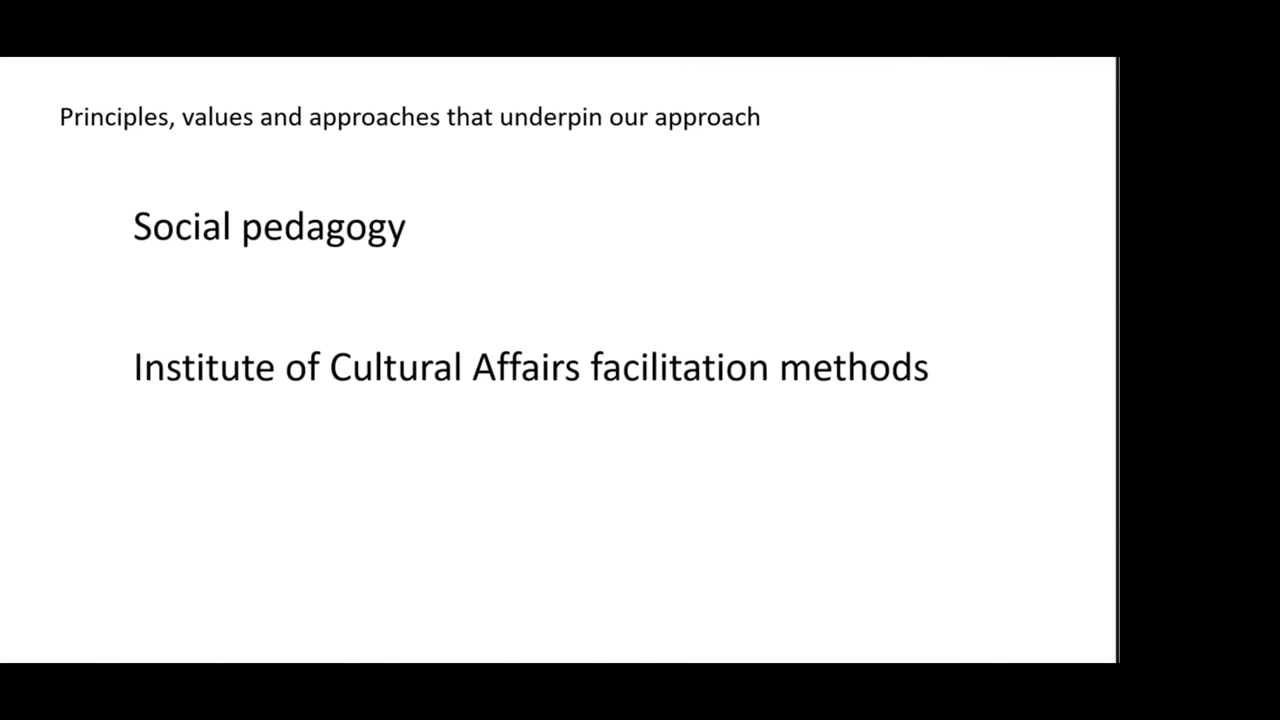 Principles, values and approaches that underpin our approach
Social pedagogy
Institute of Cultural Affairs facilitation methods